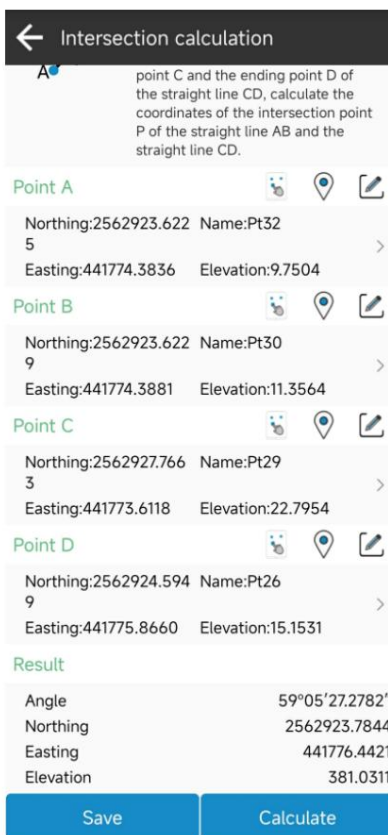 Intersection calculation
A
point C and the ending point D of
the straight line CD, calculate the
coordinates of the intersection point
P of the straight line AB and the
straight line CD.
Point A
Northing:2562923.622 Name:Pt32
5
Easting:441774.3836 Elevation:9.7504
Point B
Northing:2562923.622 Name:Pt30
9
Easting:441774.3881 Elevation:11.3564
Point C
Northing:2562927.766 Name:Pt29
3
Easting:441773.6118 Elevation:22.7954
Point D
Northing:2562924.594 Name:Pt26
9
Easting:441775.8660 Elevation:15.1531
Result
Angle 59°05′27.2782″
Northing 2562923.7844
Easting 441776.4421
Elevation 381.0311
Save Calculate